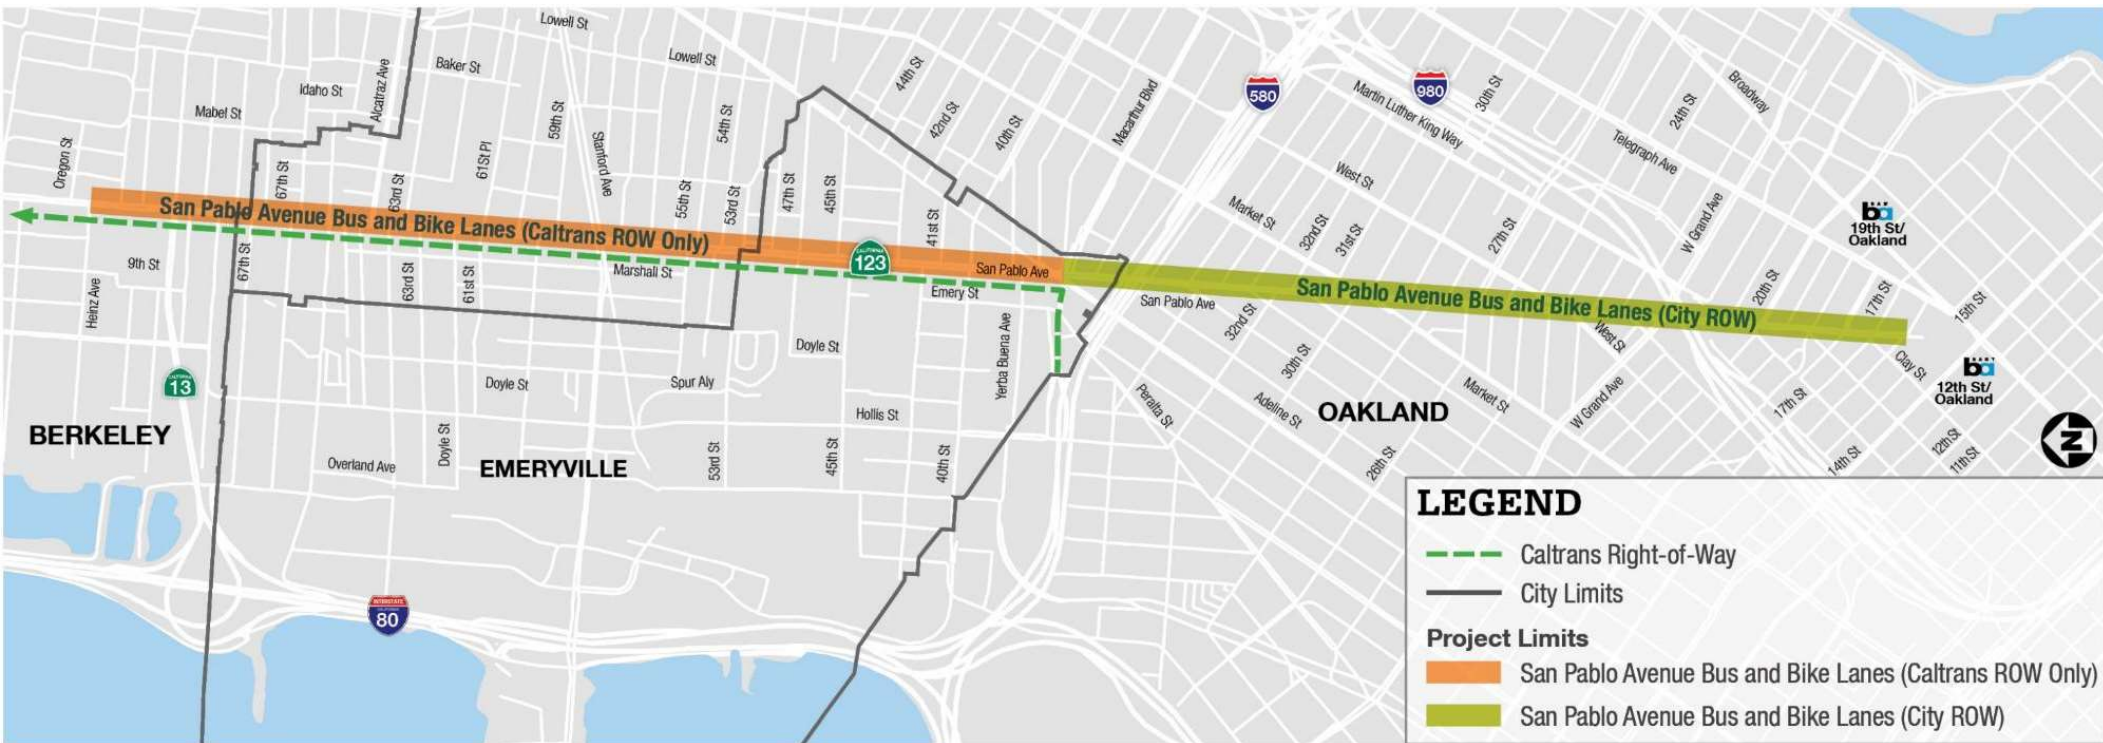 Lowell St
Lowell St
Baker St
Idaho St
Alcatraz Ave
Mabel St
Oregon St
67th St
63rd St
61St Pl
59th St
Stanford Ave
55th St
54th St
53rd St
47th St
45th St
44th St
42nd St
40th St
41st St
Macarthur Blvd
580
980
Martin Luther King Way
30th St
24th St
Broadway
Telegraph Ave
West St
Market St
32nd St
31st St
27th St
W Grand Ave
19th St/
Oakland
San Pablo Avenue Bus and Bike Lanes (Caltrans ROW Only)
CALIFORNIA
123
San Pablo Ave
San Pablo Avenue Bus and Bike Lanes (City ROW)
20th St
17th St
15th St
9th St
Heinz Ave
67th St
63rd St
61st St
Marshall St
Emery St
San Pablo Ave
32nd St
30th St
West St
Clay St
12th St/
Oakland
Doyle St
Yerba Buena Ave
CALIFORNIA
13
Doyle St
Spur Aly
Hollis St
Peralta St
Adeline St
Market St
W Grand Ave
17th St
OAKLAND
BERKELEY
EMERYVILLE
Overland Ave
Doyle St
53rd St
45th St
40th St
26th St
14th St
12th St
11th St
N
INTERSTATE
CALIFORNIA
80
LEGEND
Caltrans Right-of-Way
City Limits
Project Limits
San Pablo Avenue Bus and Bike Lanes (Caltrans ROW Only)
San Pablo Avenue Bus and Bike Lanes (City ROW)